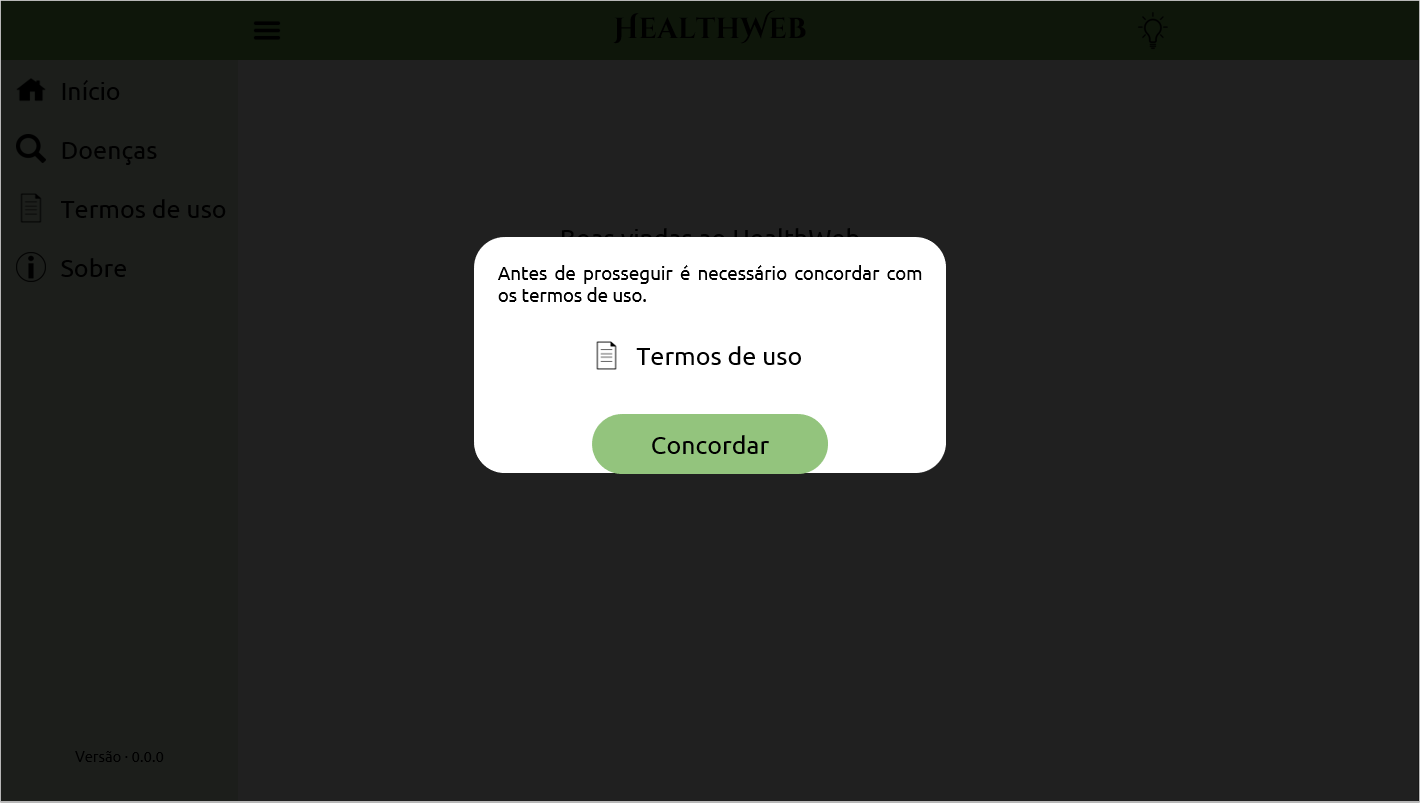 HealthWeb
Início
Doenças
Termos de uso
Sobre
Boas vindas ao HealthWeb
Antes de prosseguir é necessário concordar com
os termos de uso.
Termos de uso
Concordar
Versão · 0.0.0